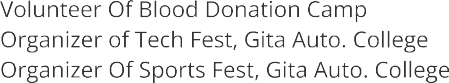 Volunteer Of Blood Donation Camp
Organizer of Tech Fest, Gita Auto. College
Organizer Of Sports Fest, Gita Auto. College